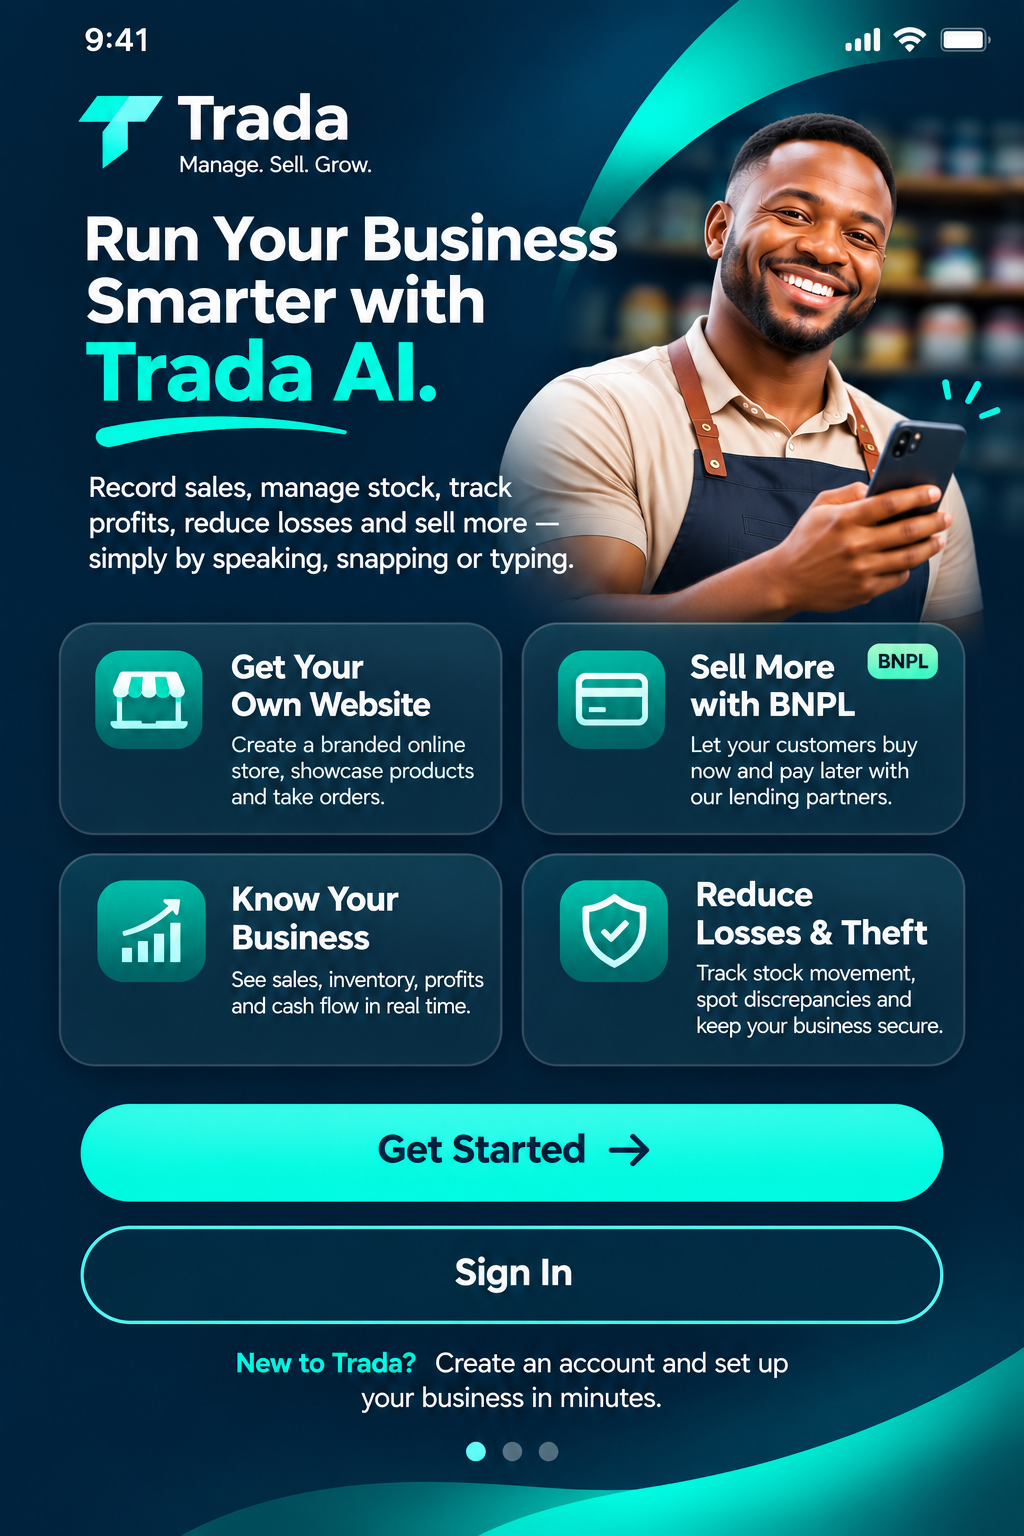 9:41
Trada
Manage. Sell. Grow.
Run Your Business
Smarter with
Trada AI.
Record sales, manage stock, track
profits, reduce losses and sell more —
simply by speaking, snapping or typing.
Get Your
Own Website
Create a branded online
store, showcase products
and take orders.
Sell More
with BNPL
BNPL
Let your customers buy
now and pay later with
our lending partners.
Know Your
Business
See sales, inventory, profits
and cash flow in real time.
Reduce
Losses & Theft
Track stock movement,
spot discrepancies and
keep your business secure.
Get Started →
Sign In
New to Trada? Create an account and set up
your business in minutes.